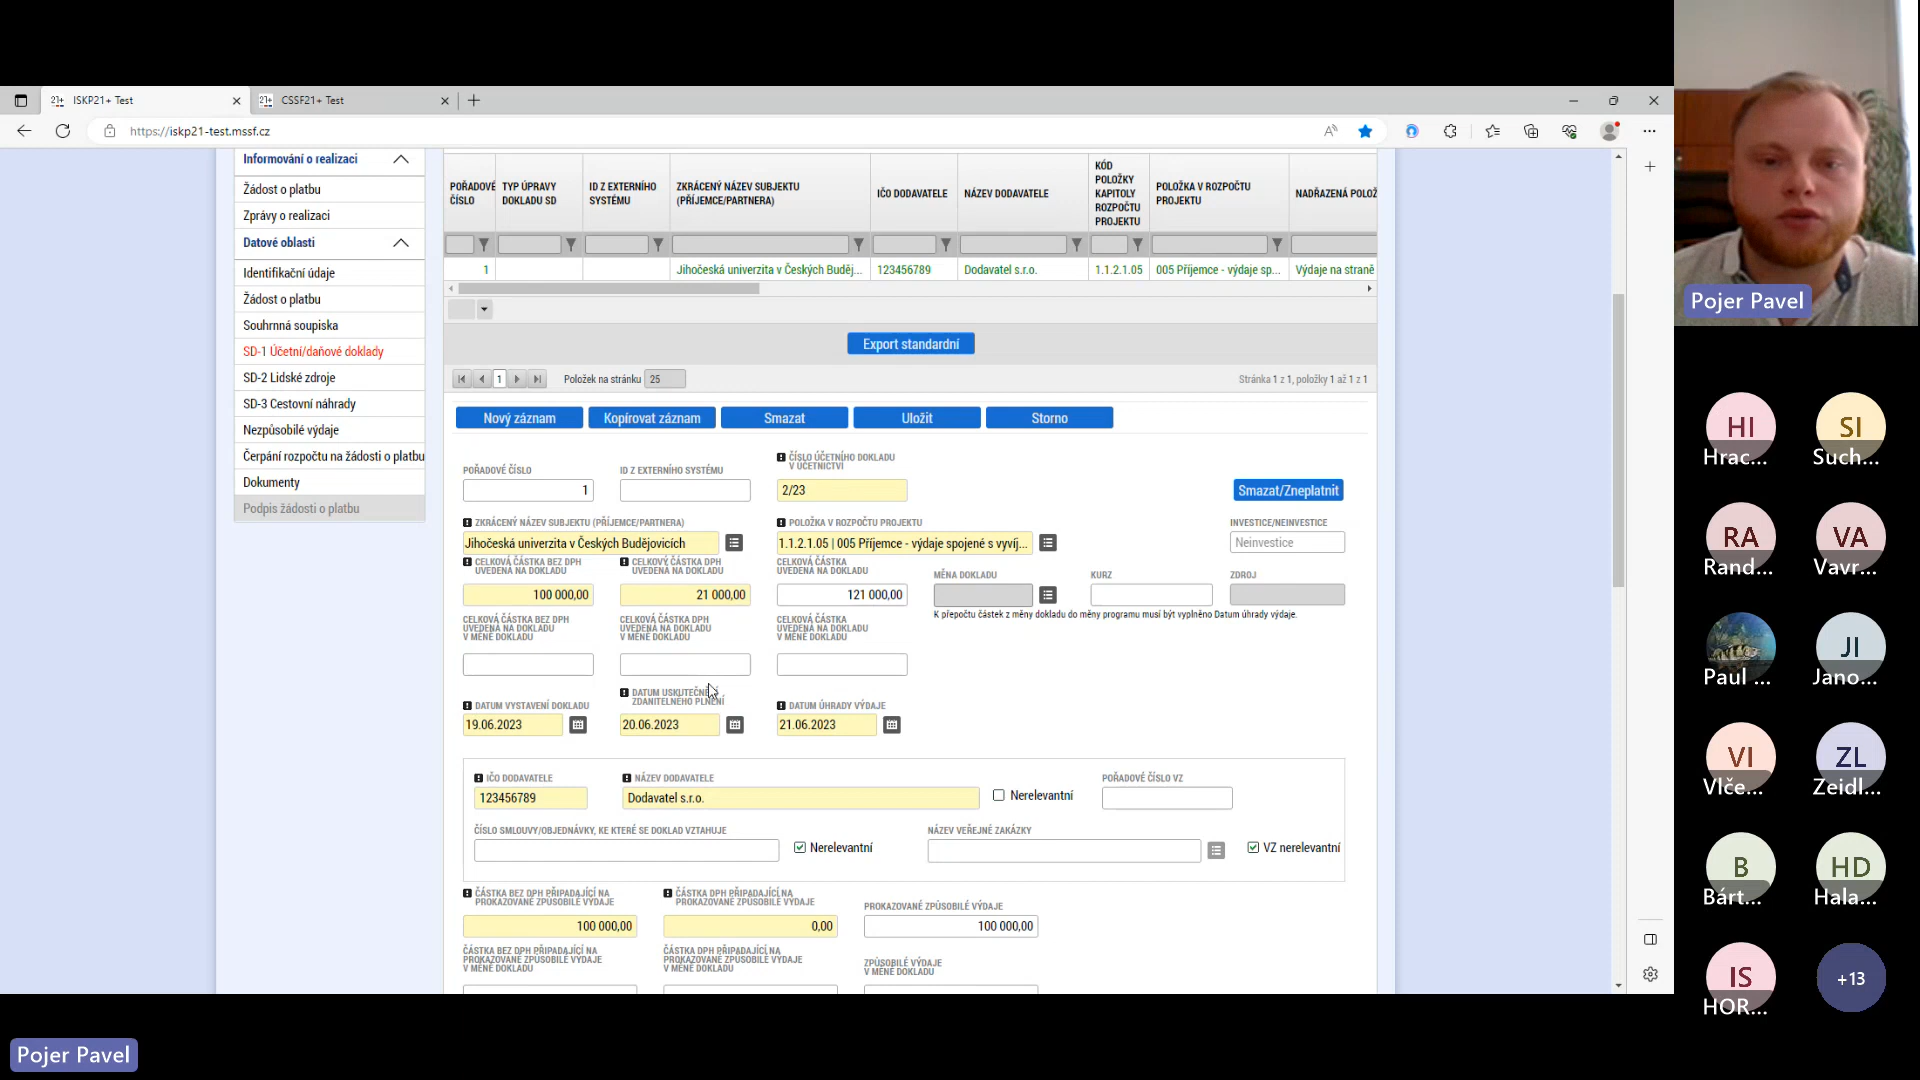 ISKP21+ Test
CSSF21+ Test
https://iskp21-test.mssf.cz
Informování o realizaci
Žádost o platbu
Zprávy o realizaci
Datové oblasti
Identifikační údaje
Žádost o platbu
Souhrnná soupiska
SD-1 Účetní/daňové doklady
SD-2 Lidské zdroje
SD-3 Cestovní náhrady
Nezpůsobilé výdaje
Čerpání rozpočtu na žádosti o platbu
Dokumenty
Podpis žádosti o platbu
POŘADOVÉ
ČÍSLO
TYP ÚPRAVY
DOKLADU SD
ID Z EXTERNÍHO
SYSTÉMU
ZKRÁCENÝ NÁZEV SUBJEKTU
(PŘÍJEMCE/PARTNERA)
IČO DODAVATELE
NÁZEV DODAVATELE
KÓD
POLOŽKY
KAPITOLY
ROZPOČTU
PROJEKTU
POLOŽKA V ROZPOČTU
PROJEKTU
NADŘAZENÁ POLOŽ
1
Jihočeská univerzita v Českých Buděj...
123456789
Dodavatel s.r.o.
1.1.2.1.05
005 Příjemce - výdaje sp...
Výdaje na straně
Export standardní
1
Položek na stránku
25
Stránka 1 z 1, položky 1 až 1 z 1
Nový záznam
Kopírovat záznam
Smazat
Uložit
Storno
POŘADOVÉ ČÍSLO
1
ID Z EXTERNÍHO SYSTÉMU
ČÍSLO ÚČETNÍHO DOKLADU
V ÚČETNICTVÍ
2/23
Smazat/Zneplatnit
ZKRÁCENÝ NÁZEV SUBJEKTU (PŘÍJEMCE/PARTNERA)
Jihočeská univerzita v Českých Budějovicích
POLOŽKA V ROZPOČTU PROJEKTU
1.1.2.1.05 | 005 Příjemce - výdaje spojené s vyvíj...
INVESTICE/NEINVESTICE
Neinvestice
CELKOVÁ ČÁSTKA BEZ DPH
UVEDENÁ NA DOKLADU
100 000,00
CELKOVÝ ČÁSTKA DPH
UVEDENÁ NA DOKLADU
21 000,00
CELKOVÁ ČÁSTKA
UVEDENÁ NA DOKLADU
121 000,00
MĚNA DOKLADU
KURZ
ZDROJ
K přepočtu částek z měny dokladu do měny programu musí být vyplněno Datum úhrady výdaje.
CELKOVÁ ČÁSTKA BEZ DPH
UVEDENÁ NA DOKLADU
V MĚNĚ DOKLADU
CELKOVÁ ČÁSTKA DPH
UVEDENÁ NA DOKLADU
V MĚNĚ DOKLADU
CELKOVÁ ČÁSTKA
UVEDENÁ NA DOKLADU
V MĚNĚ DOKLADU
DATUM VYSTAVENÍ DOKLADU
19.06.2023
DATUM USKUTEČNĚ
ZDANITELNÉHO PLNĚNÍ
20.06.2023
DATUM ÚHRADY VÝDAJE
21.06.2023
IČO DODAVATELE
123456789
NÁZEV DODAVATELE
Dodavatel s.r.o.
Nerelevantní
POŘADOVÉ ČÍSLO VZ
ČÍSLO SMLOUVY/OBJEDNÁVKY, KE KTERÉ SE DOKLAD VZTAHUJE
Nerelevantní
NÁZEV VEŘEJNÉ ZAKÁZKY
VZ nerelevantní
ČÁSTKA BEZ DPH PŘIPADAJÍCÍ NA
PROKAZOVANÉ ZPŮSOBILÉ VÝDAJE
100 000,00
ČÁSTKA DPH PŘIPADAJÍCÍ NA
PROKAZOVANÉ ZPŮSOBILÉ VÝDAJE
0,00
PROKAZOVANÉ ZPŮSOBILÉ VÝDAJE
100 000,00
ČÁSTKA BEZ DPH PŘIPADAJÍCÍ NA
PROKAZOVANÉ ZPŮSOBILÉ VÝDAJE
V MĚNĚ DOKLADU
ČÁSTKA DPH PŘIPADAJÍCÍ NA
PROKAZOVANÉ ZPŮSOBILÉ VÝDAJE
V MĚNĚ DOKLADU
ZPŮSOBILÉ VÝDAJE
V MĚNĚ DOKLADU
Pojer Pavel
Pojer Pavel
HI
Hrac...
SI
Such...
RA
Rand...
VA
Vavr...
Paul ...
JI
Jano...
VI
Vlče...
ZL
Zeidl...
B
Bárt...
HD
Hala...
IS
HOR...
+13